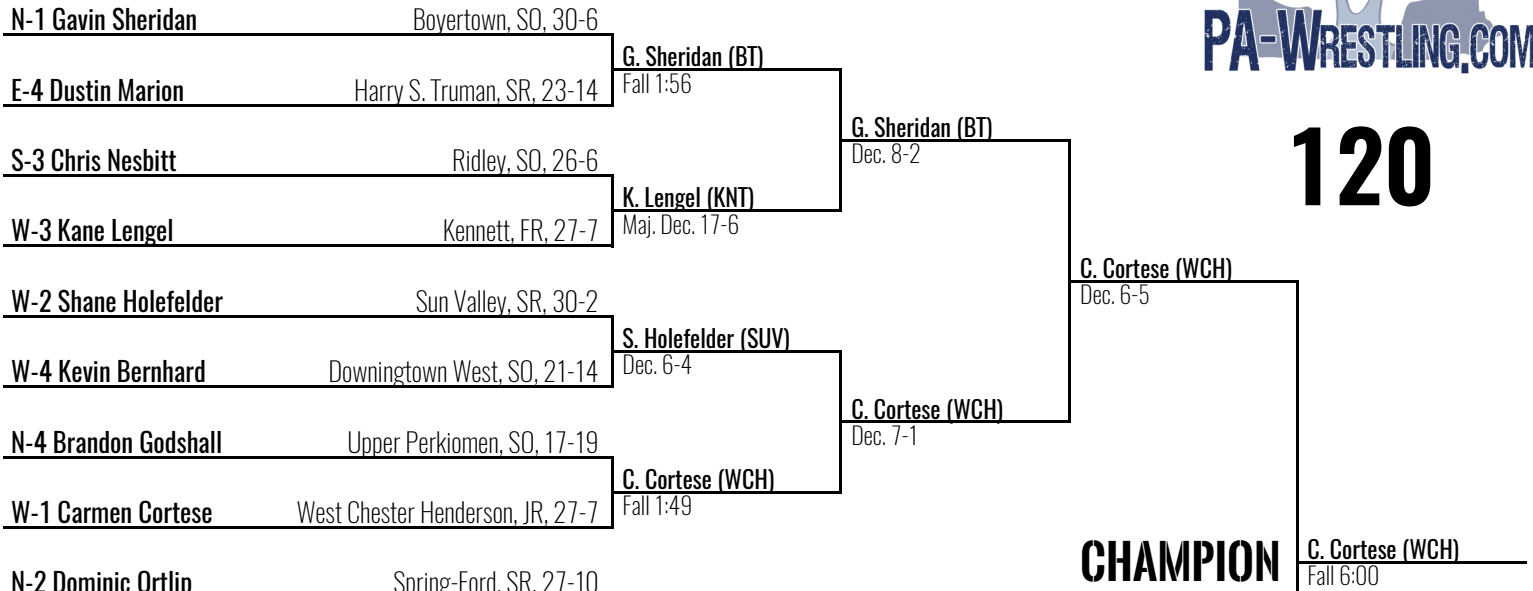 N-1 Gavin Sheridan Boyertown, SO, 30-6
G. Sheridan (BT)
Fall 1:56
E-4 Dustin Marion Harry S. Truman, SR, 23-14
G. Sheridan (BT)
Dec. 8-2
S-3 Chris Nesbitt Ridley, SO, 26-6
K. Lengel (KNT)
Maj. Dec. 17-6
W-3 Kane Lengel Kennett, FR, 27-7
C. Cortese (WCH)
Dec. 6-5
W-2 Shane Holefelder Sun Valley, SR, 30-2
S. Holefelder (SUV)
Dec. 6-4
W-4 Kevin Bernhard Downingtown West, SO, 21-14
C. Cortese (WCH)
Dec. 7-1
N-4 Brandon Godshall Upper Perkiomen, SO, 17-19
C. Cortese (WCH)
Fall 1:49
W-1 Carmen Cortese West Chester Henderson, JR, 27-7
CHAMPION
C. Cortese (WCH)
Fall 6:00
N-2 Dominic Ortlip Spring-Ford, SR, 27-10
PA-WRESTLING.COM
120